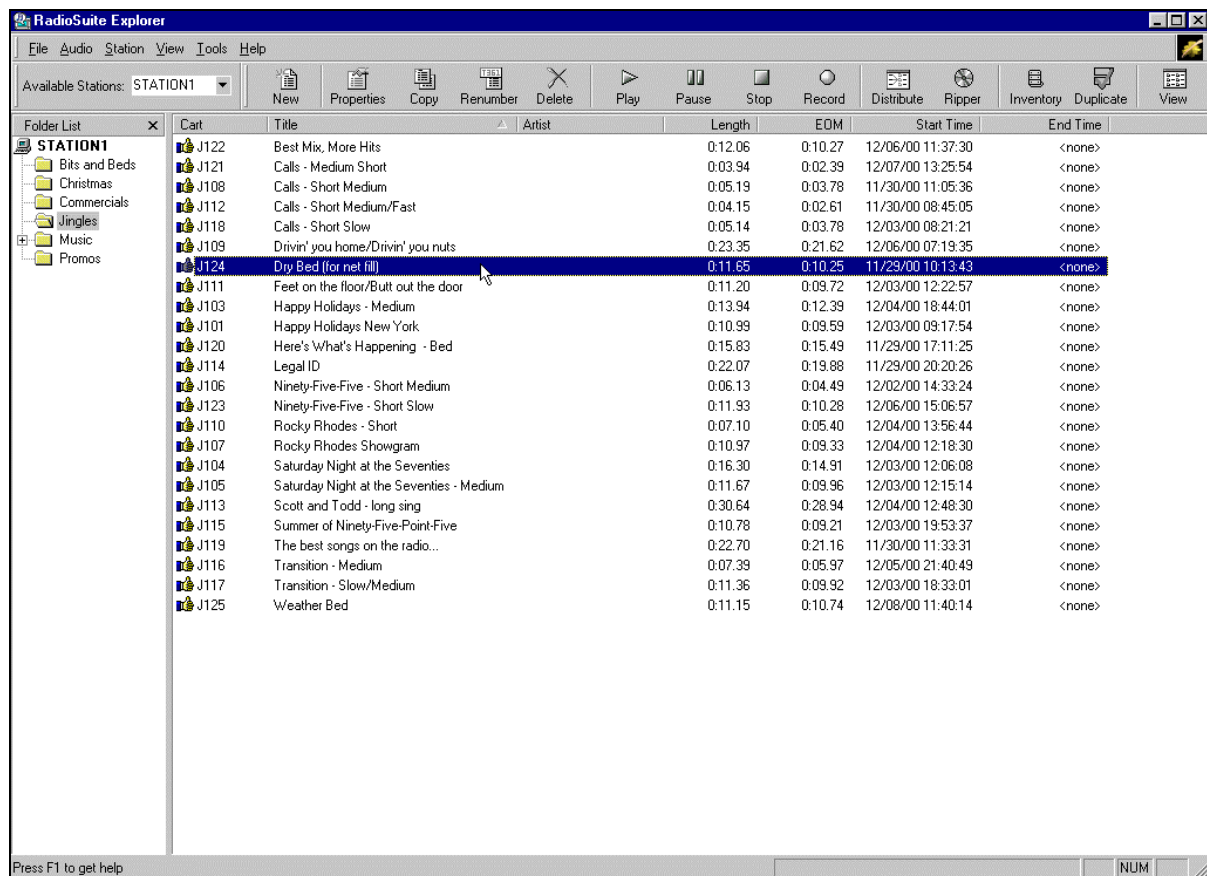 RadioSuite Explorer
File Audio Station View Tools Help
Available Stations: STATION1 New Properties Copy Renumber Delete Play Pause Stop Record Distribute Ripper Inventory Duplicate View
Folder List Cart Title Artist Length EOM Start Time End Time
STATION1
Bits and Beds
Christmas
Commercials
Jingles
Music
Promos
J122 Best Mix, More Hits 0:12.06 0:10.27 12/06/00 11:37:30 <none>
J121 Calls - Medium Short 0:03.94 0:02.39 12/07/00 13:25:54 <none>
J108 Calls - Short Medium 0:05.19 0:03.78 11/30/00 11:05:36 <none>
J112 Calls - Short Medium/Fast 0:04.15 0:02.61 11/30/00 08:45:05 <none>
J118 Calls - Short Slow 0:05.14 0:03.78 12/03/00 08:21:21 <none>
J109 Drivin' you home/Drivin' you nuts 0:23.35 0:21.62 12/06/00 07:19:35 <none>
J124 Dry Bed (for net fill) 0:11.65 0:10.25 11/29/00 10:13:43 <none>
J111 Feet on the floor/Butt out the door 0:11.20 0:09.72 12/03/00 12:22:57 <none>
J103 Happy Holidays - Medium 0:13.94 0:12.39 12/04/00 18:44:01 <none>
J101 Happy Holidays New York 0:10.99 0:09.59 12/03/00 09:17:54 <none>
J120 Here's What's Happening - Bed 0:15.83 0:15.49 11/29/00 17:11:25 <none>
J114 Legal ID 0:22.07 0:19.88 11/29/00 20:20:26 <none>
J106 Ninety-Five-Five - Short Medium 0:06.13 0:04.49 12/02/00 14:33:24 <none>
J123 Ninety-Five-Five - Short Slow 0:11.93 0:10.28 12/06/00 15:06:57 <none>
J110 Rocky Rhodes - Short 0:07.10 0:05.40 12/04/00 13:56:44 <none>
J107 Rocky Rhodes Showgram 0:10.97 0:09.33 12/04/00 12:18:30 <none>
J104 Saturday Night at the Seventies 0:16.30 0:14.91 12/03/00 12:06:08 <none>
J105 Saturday Night at the Seventies - Medium 0:11.67 0:09.96 12/03/00 12:15:14 <none>
J113 Scott and Todd - long sing 0:30.64 0:28.94 12/04/00 12:48:30 <none>
J115 Summer of Ninety-Five-Point-Five 0:10.78 0:09.21 12/03/00 19:53:37 <none>
J119 The best songs on the radio... 0:22.70 0:21.16 11/30/00 11:33:31 <none>
J116 Transition - Medium 0:07.39 0:05.97 12/05/00 21:40:49 <none>
J117 Transition - Slow/Medium 0:11.36 0:09.92 12/03/00 18:33:01 <none>
J125 Weather Bed 0:11.15 0:10.74 12/08/00 11:40:14 <none>
Press F1 to get help NUM